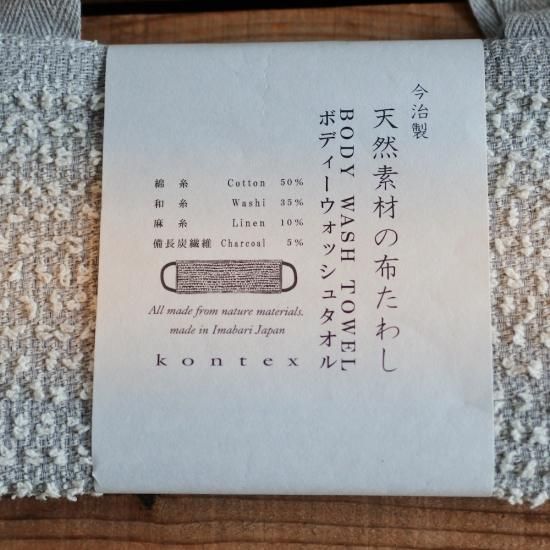 今治製
天然素材の布たわし
BODY WASH TOWEL
ボディーウォッシュタオル
綿 糸 Cotton 50%
和 糸 Washi 35%
麻 糸 Linen 10%
備長炭繊維 Charcoal 5%
All made from nature materials.
made in Imabari Japan
kontex